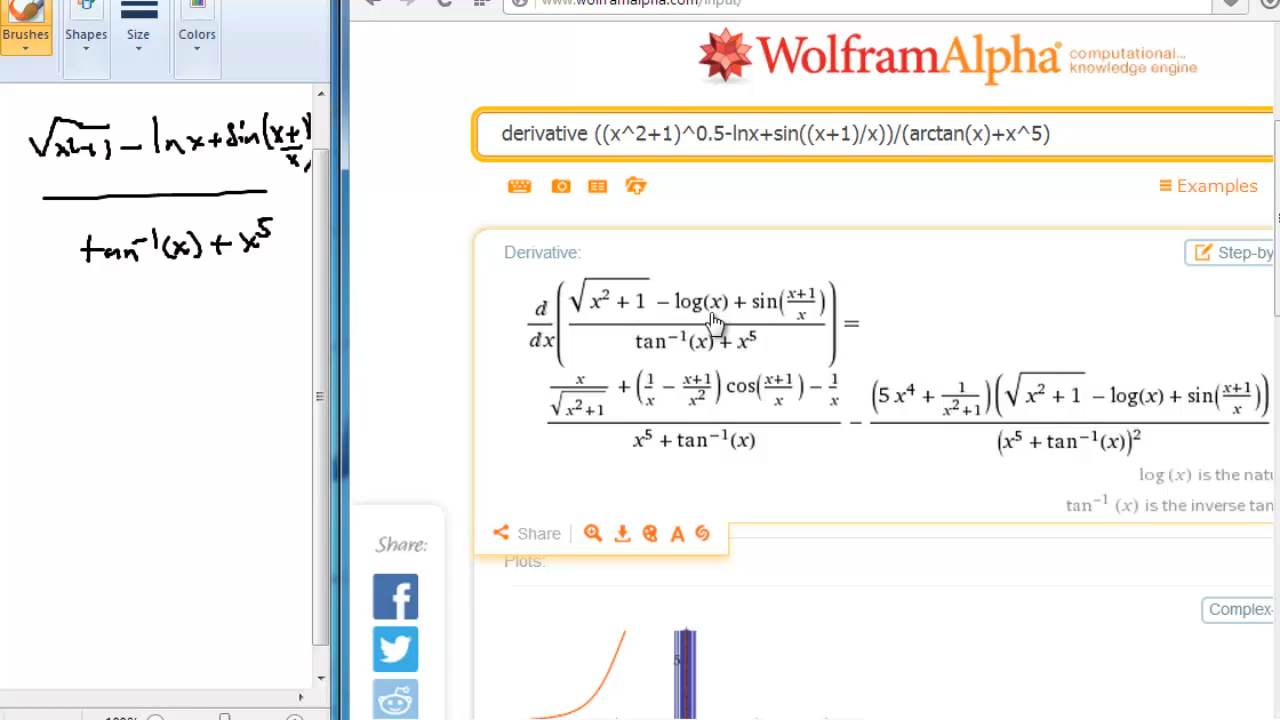 Brushes
Shapes
Size
Colors
√(x²+1) - ln x + sin(x+1)/x
tan⁻¹(x) + x⁵
www.wolframalpha.com/input/
WolframAlpha computational...
knowledge engine
derivative ((x^2+1)^0.5-lnx+sin((x+1)/x))/(arctan(x)+x^5)
Examples
Derivative:
Step-by
d/dx((√(x² + 1) − log(x) + sin((x+1)/x))/(tan⁻¹(x) + x⁵)) =
(x/√(x²+1) + (1/x − (x+1)/x²) cos((x+1)/x) − 1/x)/(x⁵ + tan⁻¹(x)) − ((5 x⁴ + 1/(x²+1)) (√(x² + 1) − log(x) + sin((x+1)/x)))/(x⁵ + tan⁻¹(x))²
log(x) is the natu
tan⁻¹ (x) is the inverse tan
Share
A
Plots:
Share:
f
Complex-
5